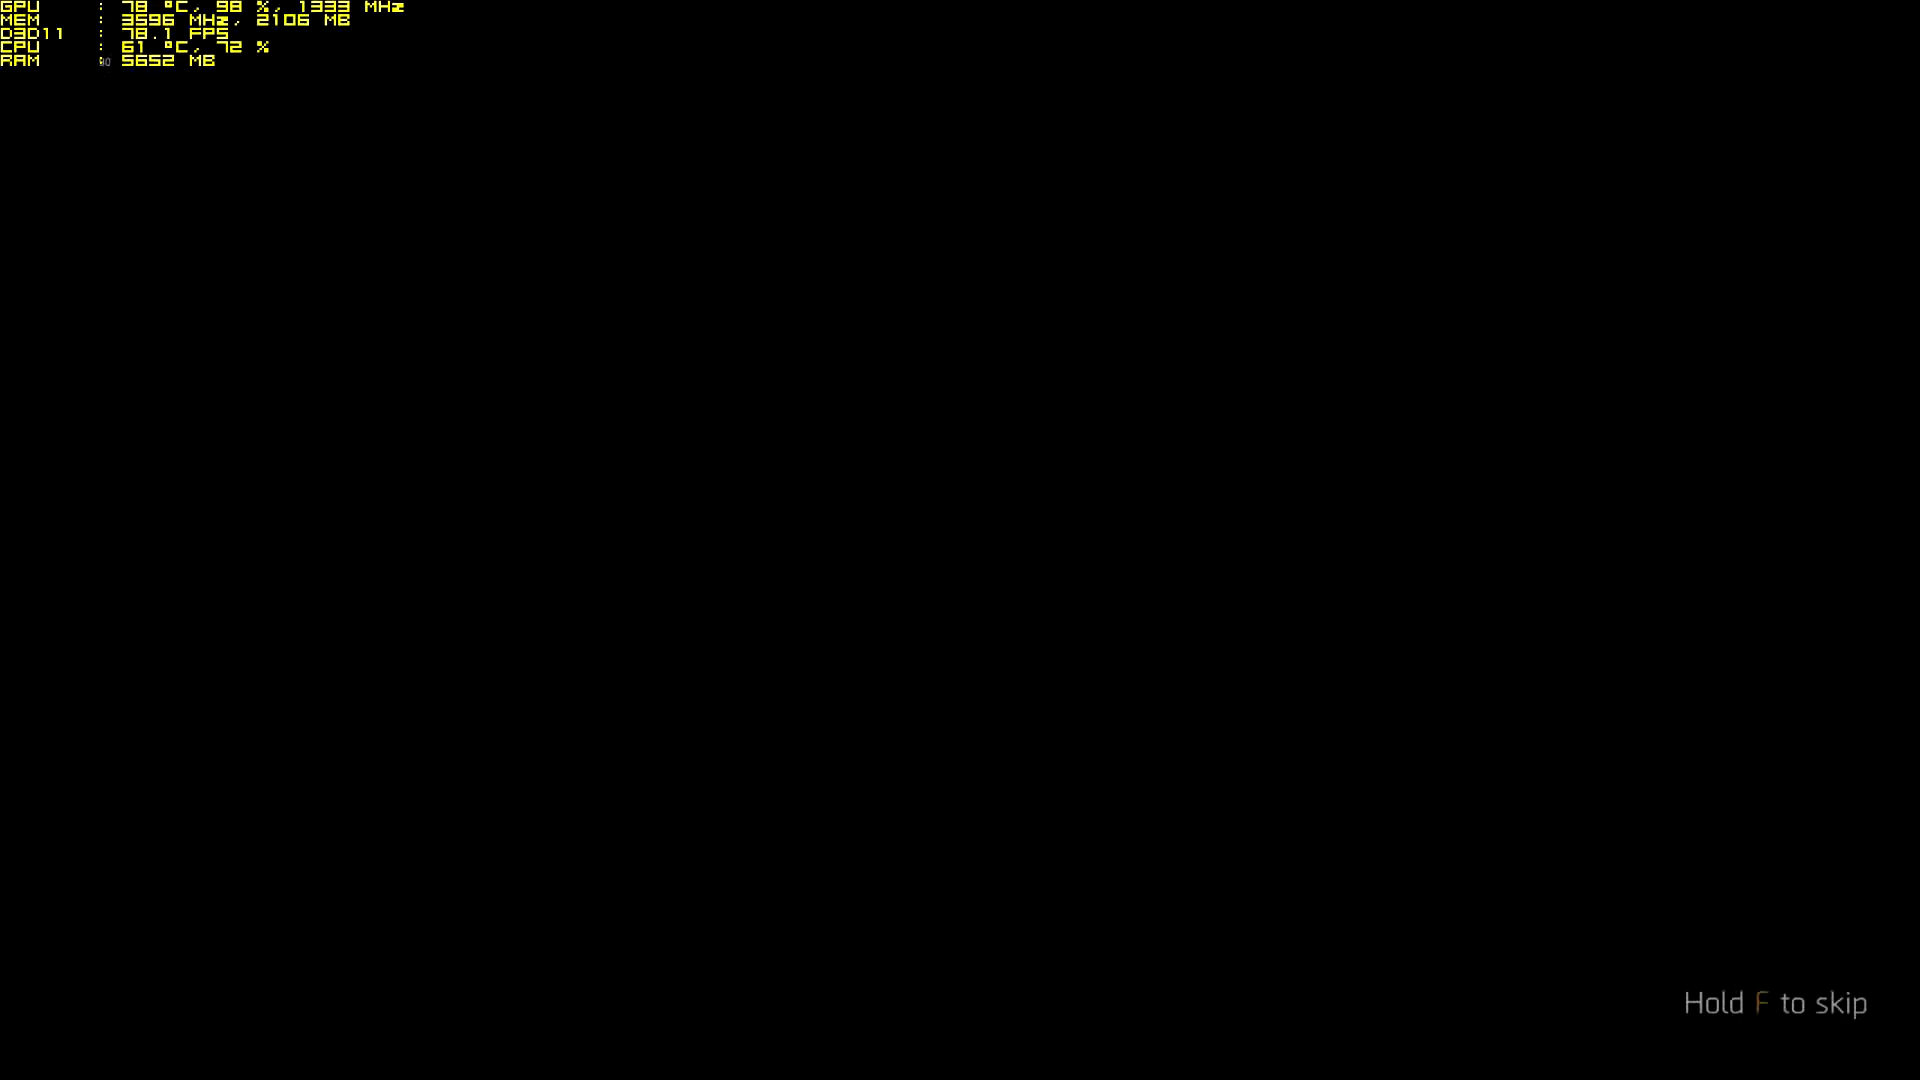 GPU : 78 °C, 98 %, 1333 MHz
MEM : 3596 MHz, 2106 MB
D3D11 : 78.1 FPS
CPU : 61 °C, 72 %
RAM : 5652 MB
Hold F to skip